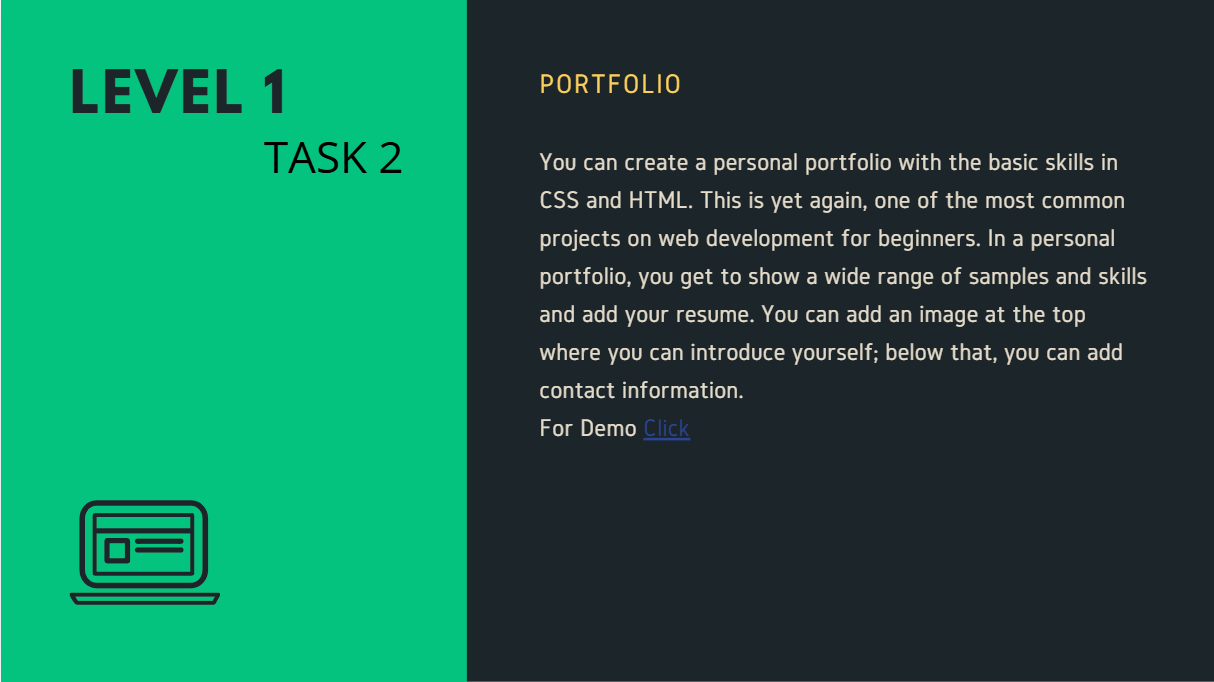 LEVEL 1
TASK 2
PORTFOLIO
You can create a personal portfolio with the basic skills in
CSS and HTML. This is yet again, one of the most common
projects on web development for beginners. In a personal
portfolio, you get to show a wide range of samples and skills
and add your resume. You can add an image at the top
where you can introduce yourself; below that, you can add
contact information.
For Demo Click